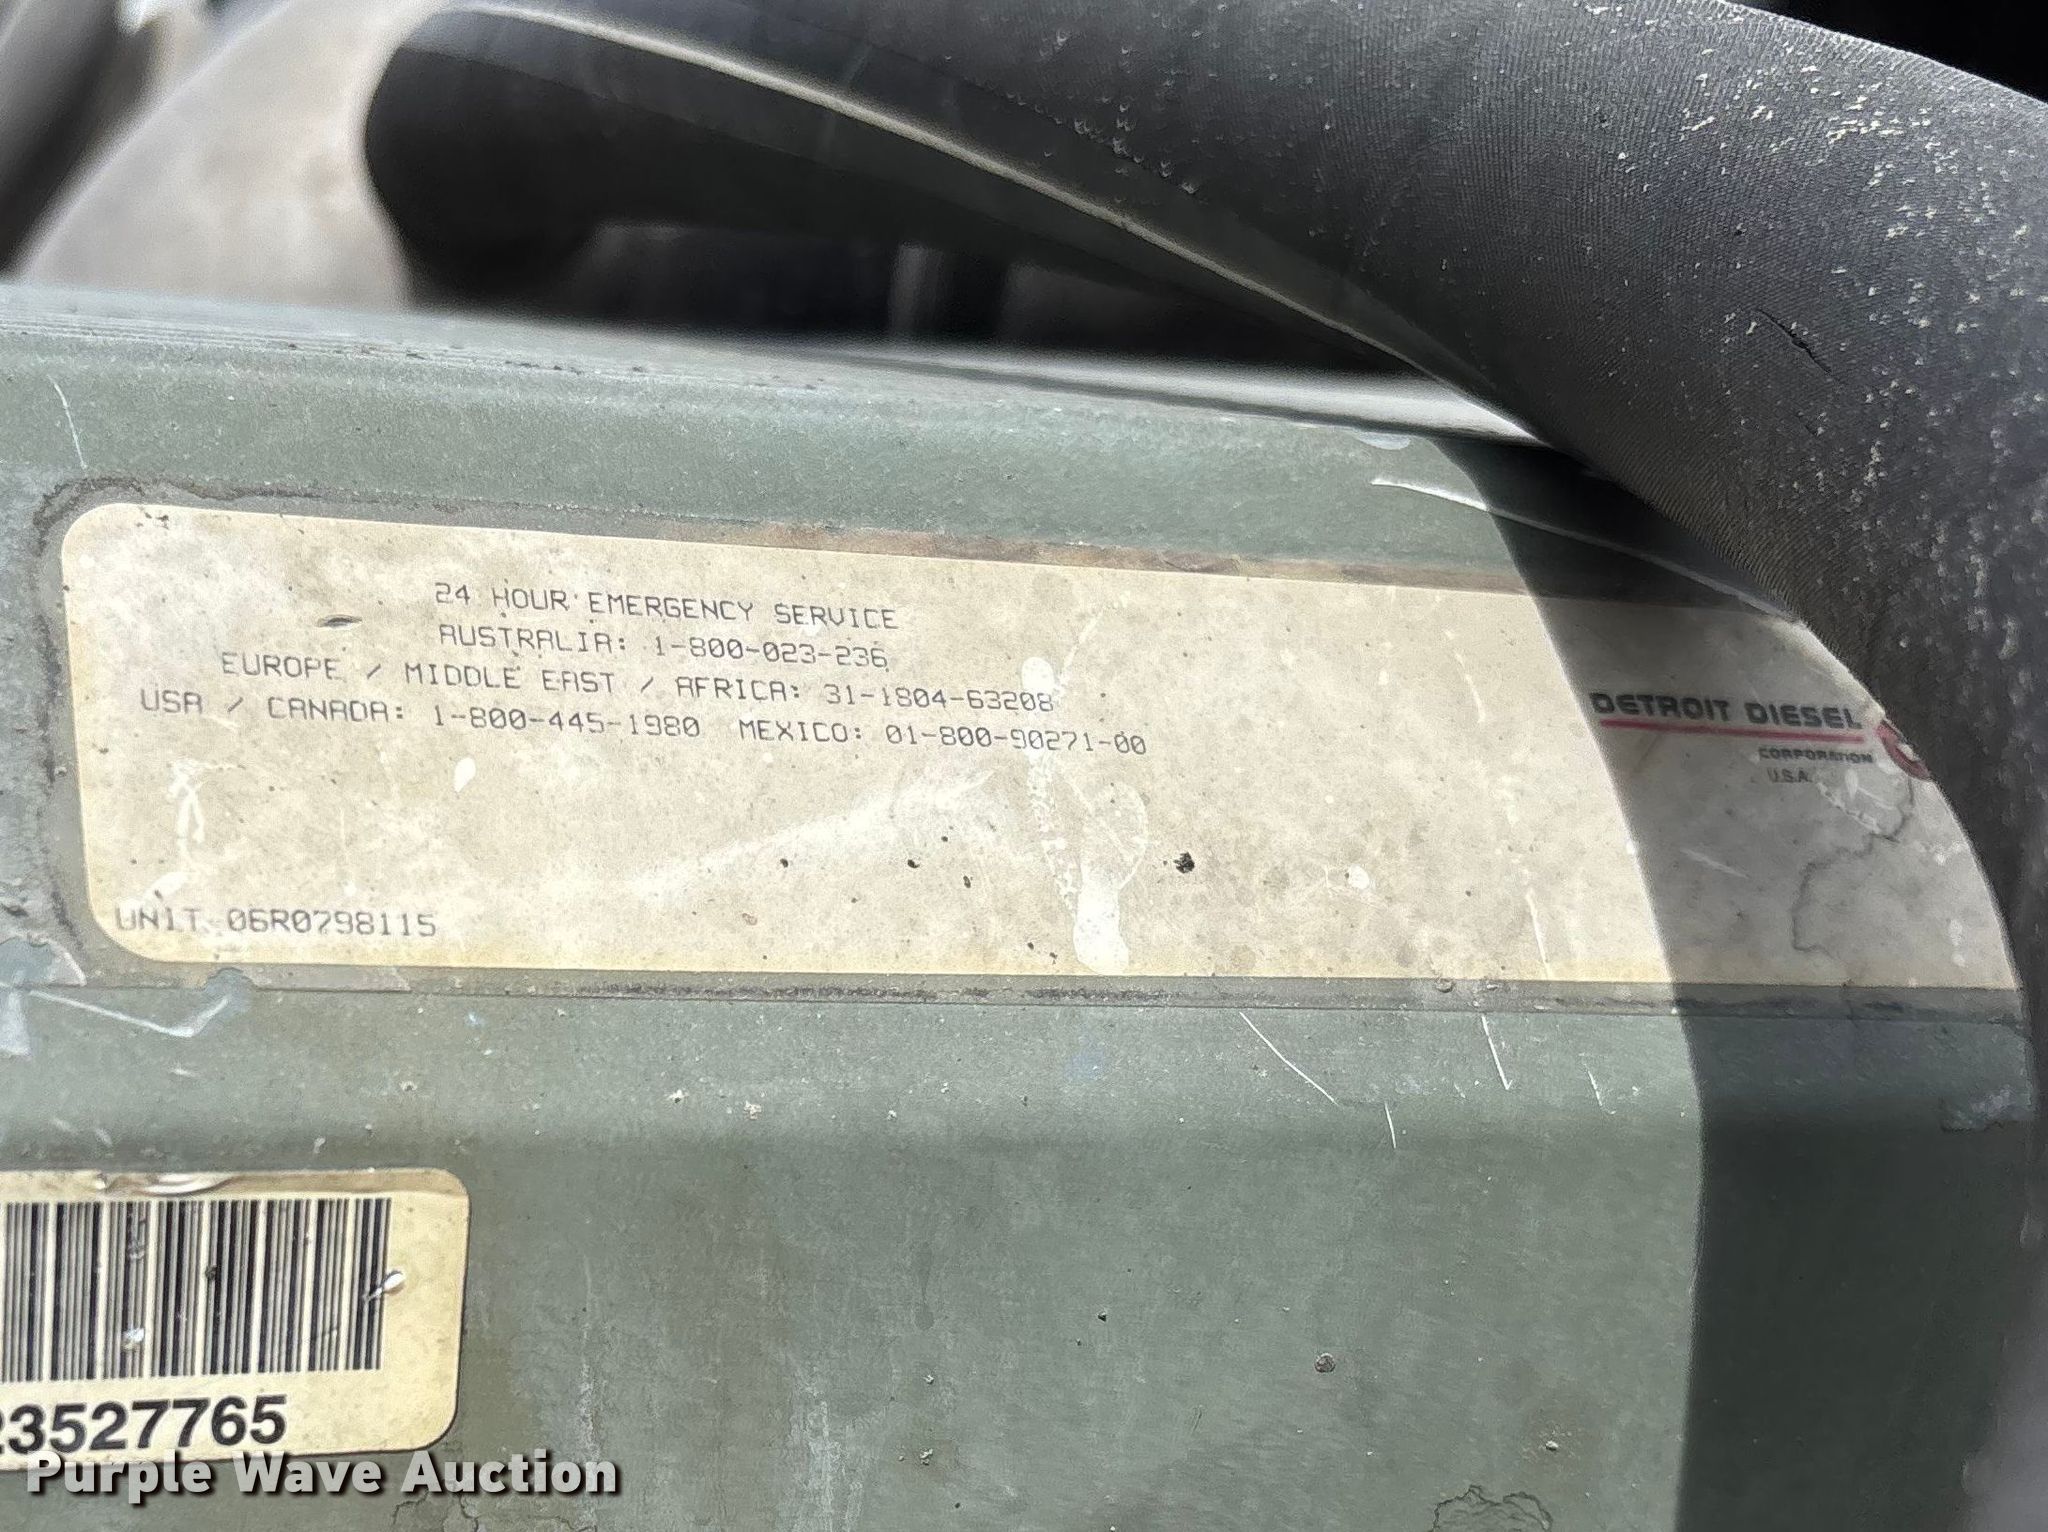 24 HOUR EMERGENCY SERVICE
AUSTRALIA: 1-800-023-236
EUROPE / MIDDLE EAST / AFRICA: 31-1804-63208
USA / CANADA: 1-800-445-1980 MEXICO: 01-800-90271-00
DETROIT DIESEL
CORPORATION
U.S.A.
UNIT 06R0798115
23527765
Purple Wave Auction